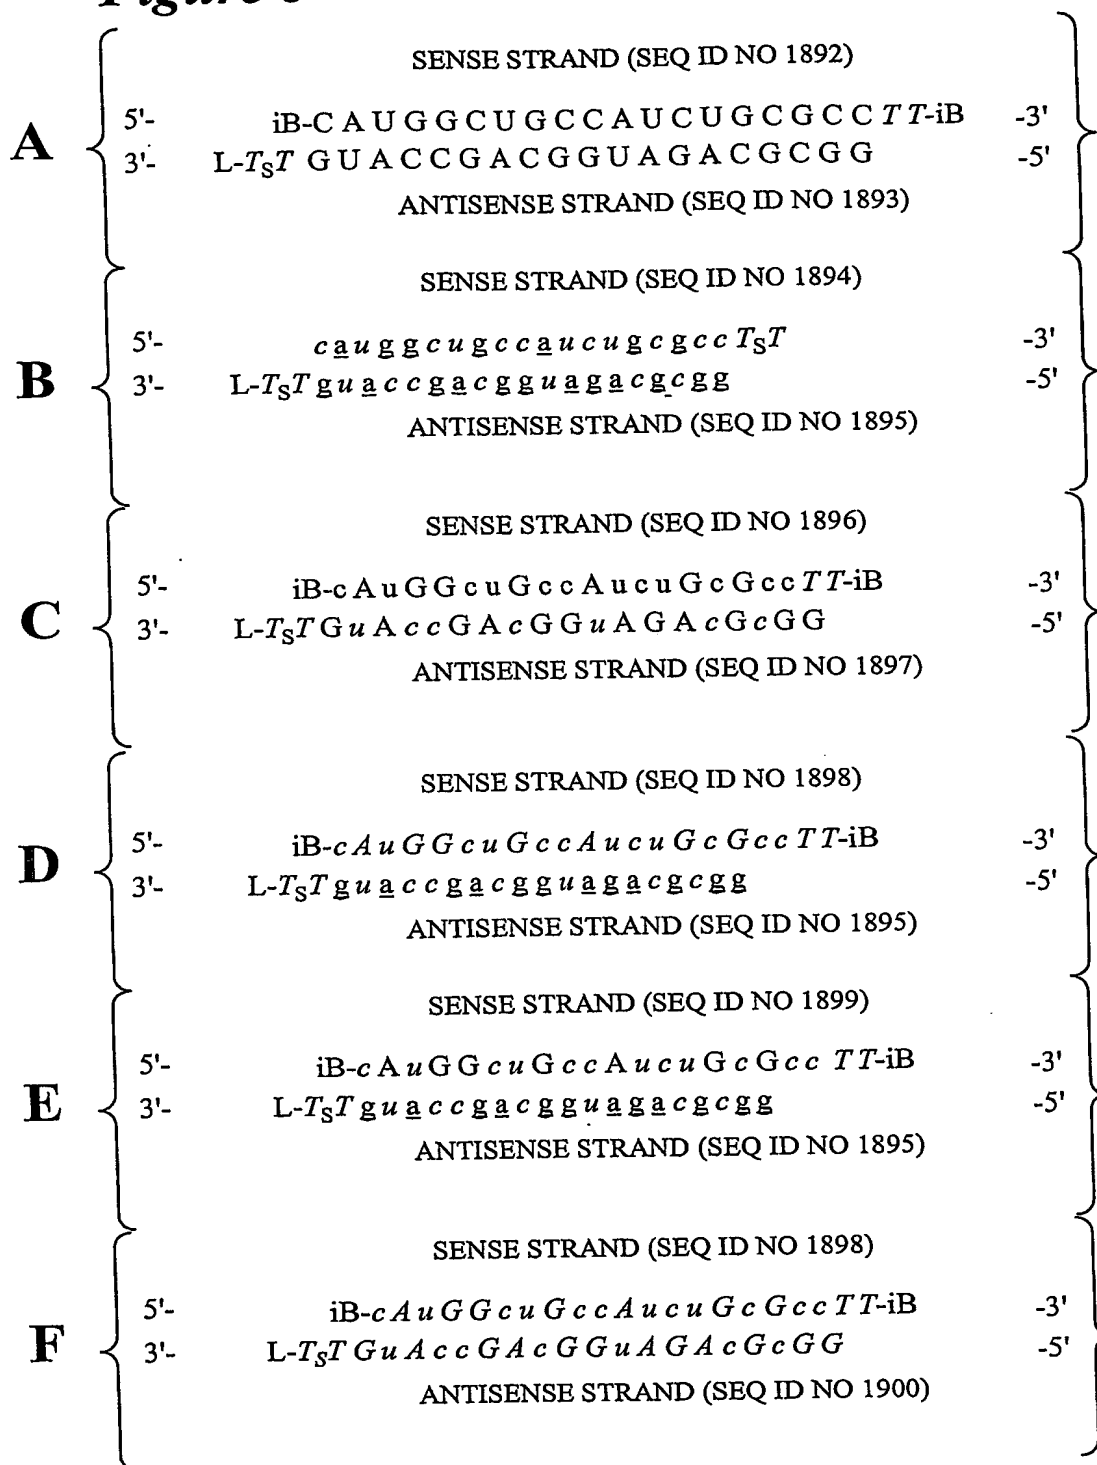 SENSE STRAND (SEQ ID NO 1892)
A
5'- iB-C A U G G C U G C C A U C U G C G C C T T-iB -3'
3'- L-TST G U A C C G A C G G U A G A C G C G G -5'
ANTISENSE STRAND (SEQ ID NO 1893)
SENSE STRAND (SEQ ID NO 1894)
B
5'- c a u g g c u g c c a u c u g c g c c TST -3'
3'- L-TST g u a c c g a c g g u a g a c g c g g -5'
ANTISENSE STRAND (SEQ ID NO 1895)
SENSE STRAND (SEQ ID NO 1896)
C
5'- iB-c A u G G c u G c c A u c u G c G c c T T-iB -3'
3'- L-TST G u A c c G A c G G u A G A c G c G G -5'
ANTISENSE STRAND (SEQ ID NO 1897)
SENSE STRAND (SEQ ID NO 1898)
D
5'- iB-c A u G G c u G c c A u c u G c G c c T T-iB -3'
3'- L-TST g u a c c g a c g g u a g a c g c g g -5'
ANTISENSE STRAND (SEQ ID NO 1895)
SENSE STRAND (SEQ ID NO 1899)
E
5'- iB-c A u G G c u G c c A u c u G c G c c T T-iB -3'
3'- L-TST g u a c c g a c g g u a g a c g c g g -5'
ANTISENSE STRAND (SEQ ID NO 1895)
SENSE STRAND (SEQ ID NO 1898)
F
5'- iB-c A u G G c u G c c A u c u G c G c c T T-iB -3'
3'- L-TST G u A c c G A c G G u A G A c G c G G -5'
ANTISENSE STRAND (SEQ ID NO 1900)